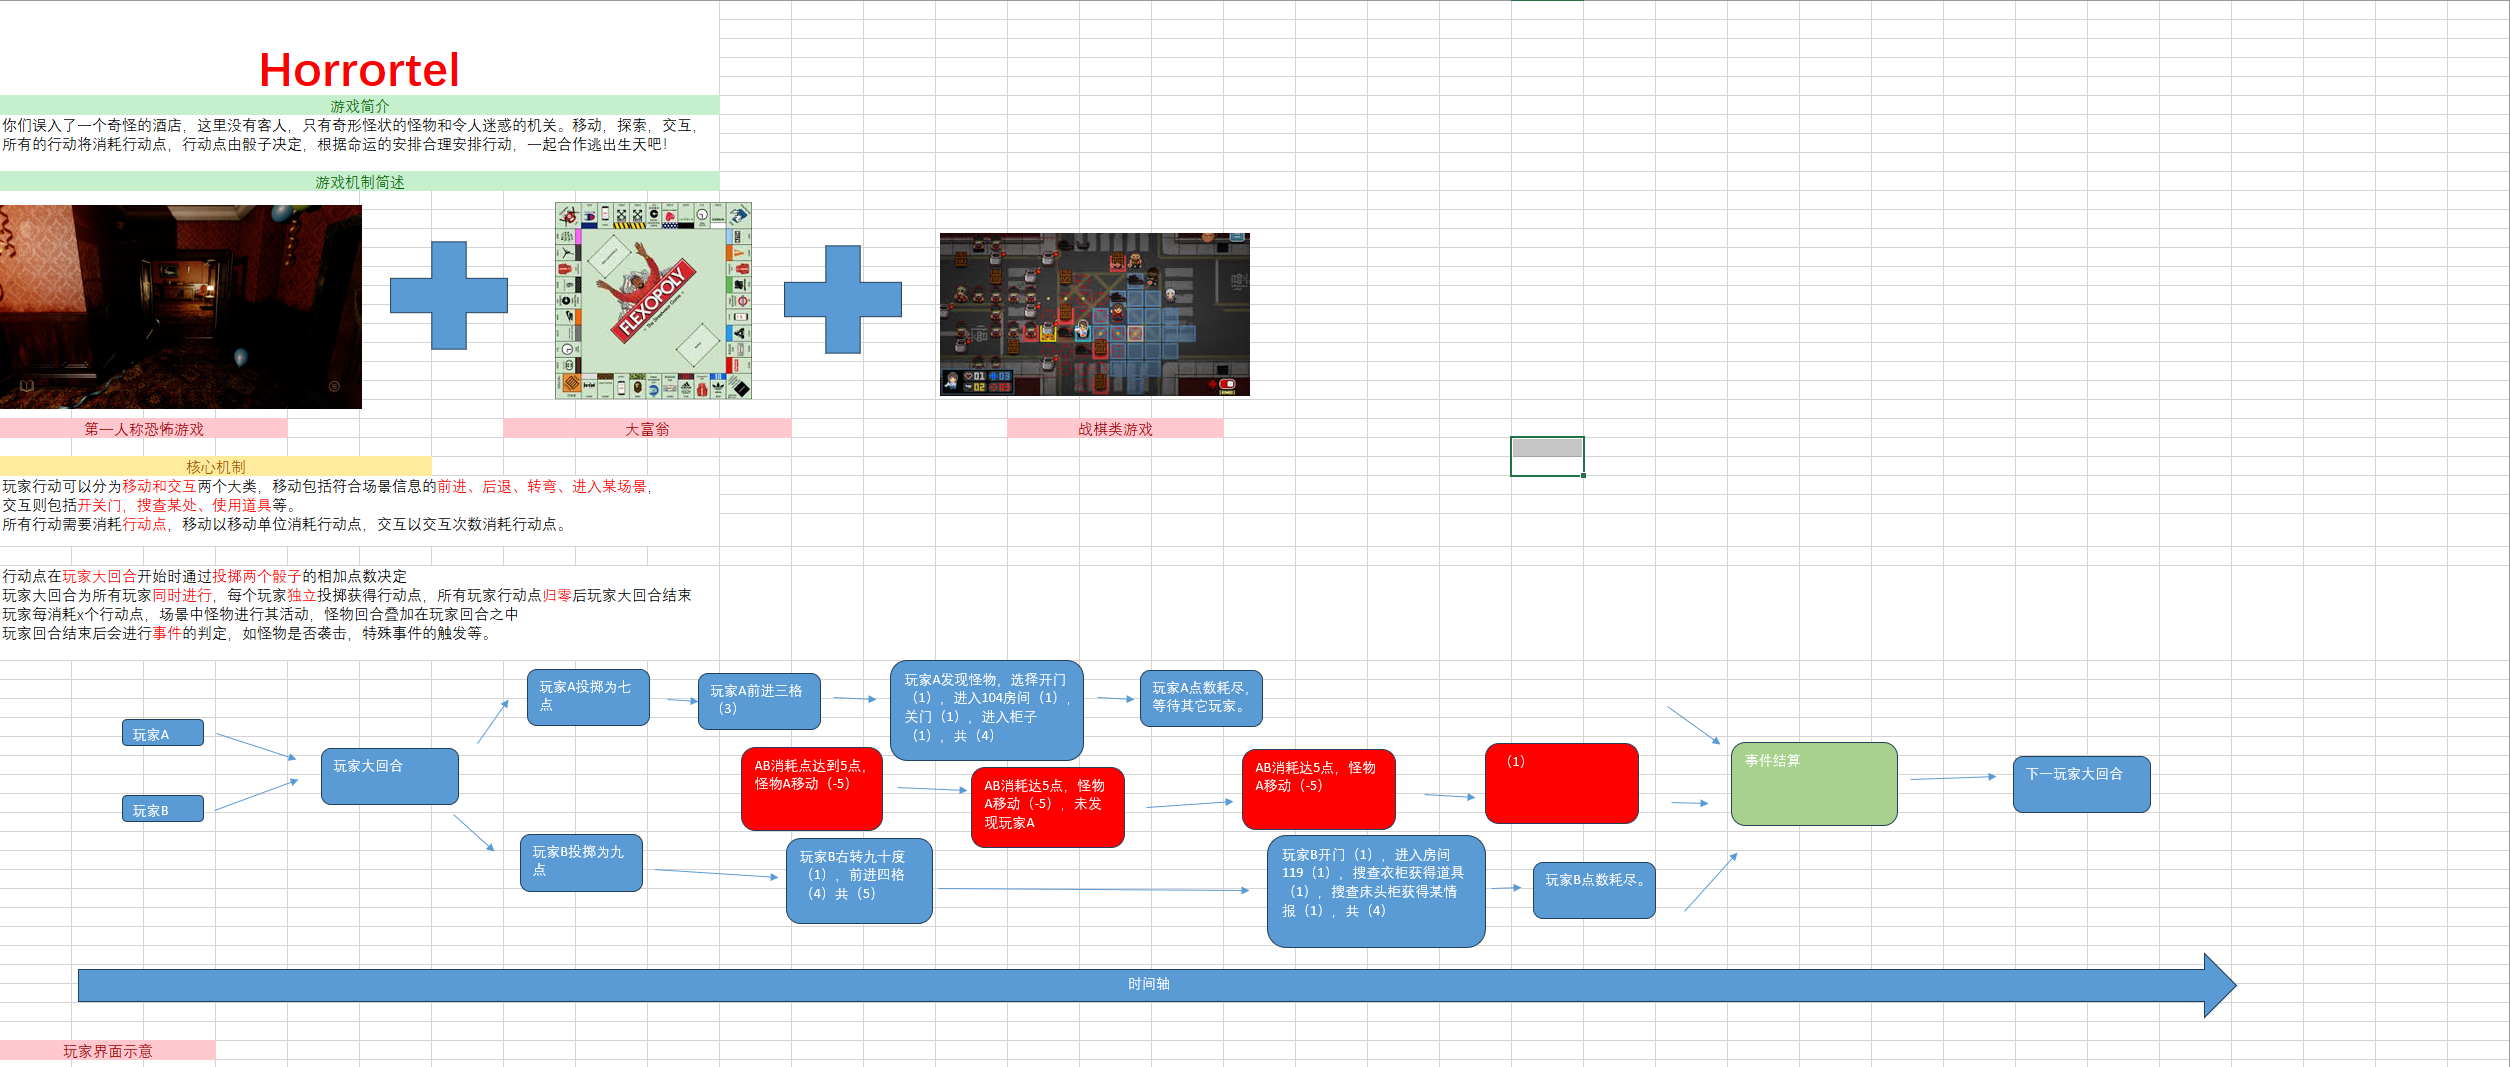 Horrortel
游戏简介
你们误入了一个奇怪的酒店，这里没有客人，只有奇形怪状的怪物和令人迷惑的机关。移动，探索，交互，
所有的行动将消耗行动点，行动点由骰子决定，根据命运的安排合理安排行动，一起合作逃出生天吧！
游戏机制简述
FLEXOPOLY
第一人称恐怖游戏
大富翁
战棋类游戏
核心机制
玩家行动可以分为移动和交互两个大类，移动包括符合场景信息的前进、后退、转弯、进入某场景，
交互则包括开关门，搜查某处、使用道具等。
所有行动需要消耗行动点，移动以移动单位消耗行动点，交互以交互次数消耗行动点。
行动点在玩家大回合开始时通过投掷两个骰子的相加点数决定
玩家大回合为所有玩家同时进行，每个玩家独立投掷获得行动点，所有玩家行动点归零后玩家大回合结束
玩家每消耗x个行动点，场景中怪物进行其活动，怪物回合叠加在玩家回合之中
玩家回合结束后会进行事件的判定，如怪物是否袭击，特殊事件的触发等。
玩家A
玩家B
玩家大回合
玩家A投掷为七
点
玩家A前进三格
（3）
玩家A发现怪物，选择开门
（1），进入104房间（1），
关门（1），进入柜子
（1），共（4）
玩家A点数耗尽，
等待其它玩家。
AB消耗点达到5点，
怪物A移动（-5）
AB消耗达5点，怪物
A移动（-5），未发
现玩家A
AB消耗达5点，怪物
A移动（-5）
（1）
玩家B投掷为九
点
玩家B右转九十度
（1），前进四格
（4）共（5）
玩家B开门（1），进入房间
119（1），搜查衣柜获得道具
（1），搜查床头柜获得某情
报（1），共（4）
玩家B点数耗尽。
事件结算
下一玩家大回合
时间轴
玩家界面示意